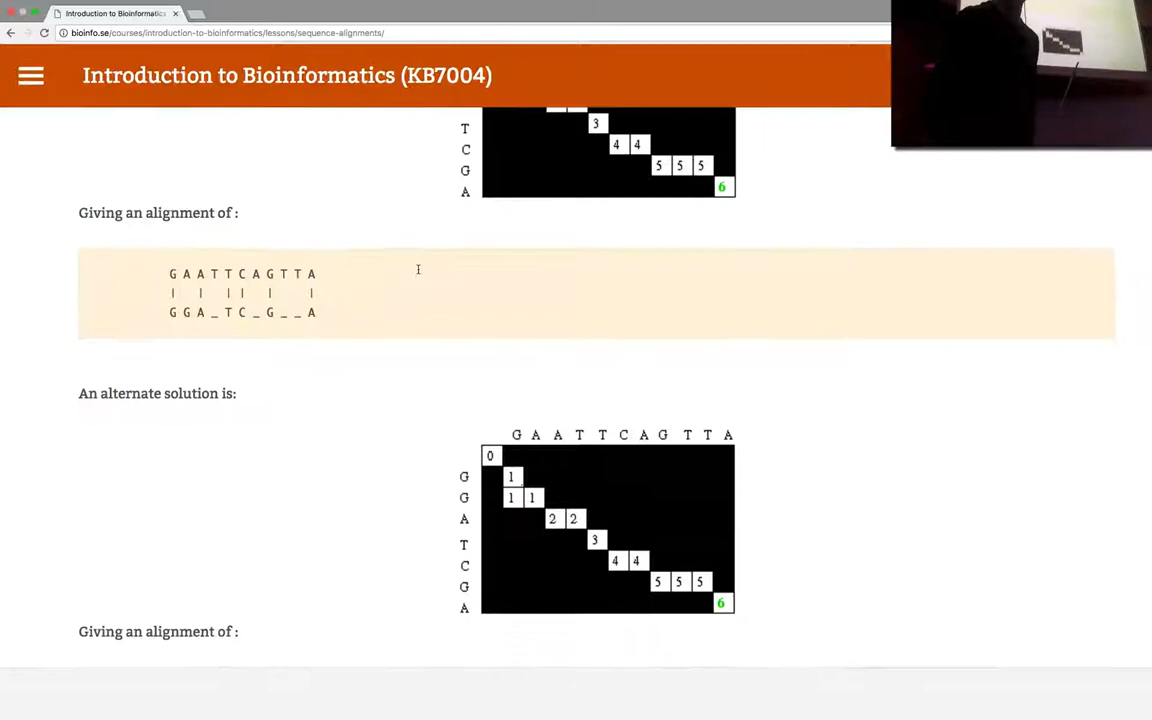 Introduction to Bioinformatics
bioinfo.se/courses/introduction-to-bioinformatics/lessons/sequence-alignments/
Introduction to Bioinformatics (KB7004)
T 3
C 4 4
G 5 5 5
A 6
Giving an alignment of :
G A A T T C A G T T A
| | | | | |
G G A _ T C _ G _ _ A
An alternate solution is:
G A A T T C A G T T A
0
G 1
G 1 1
A 2 2
T 3
C 4 4
G 5 5 5
A 6
Giving an alignment of :